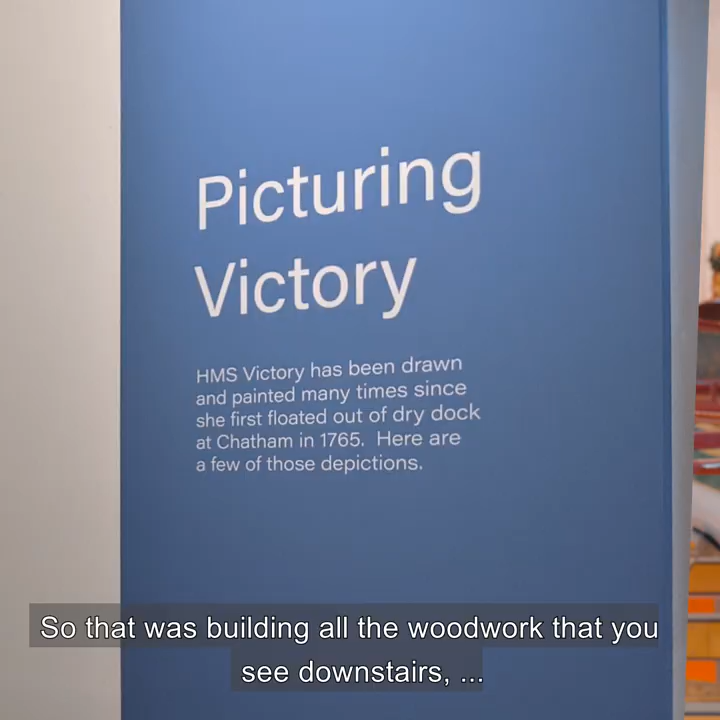 Picturing
Victory
HMS Victory has been drawn
and painted many times since
she first floated out of dry dock
at Chatham in 1765.  Here are
a few of those depictions.
So that was building all the woodwork that you
see downstairs, ...